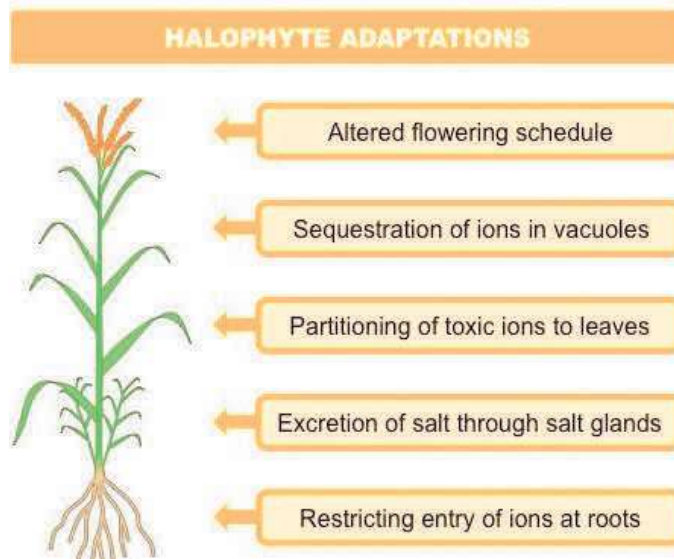 HALOPHYTE ADAPTATIONS
Altered flowering schedule
Sequestration of ions in vacuoles
Partitioning of toxic ions to leaves
Excretion of salt through salt glands
Restricting entry of ions at roots